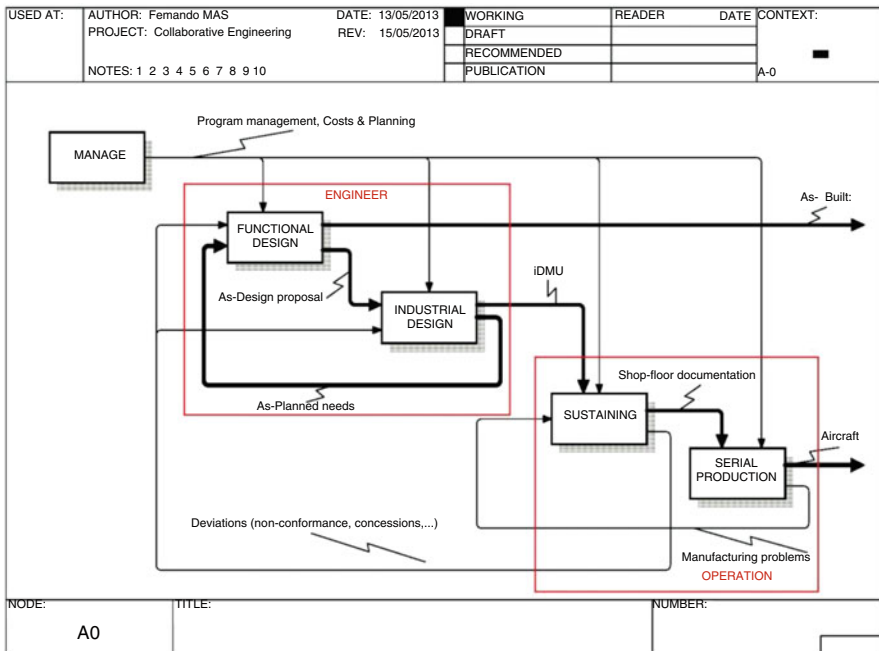 USED AT:
AUTHOR: Femando MAS
DATE: 13/05/2013
PROJECT: Collaborative Engineering
REV: 15/05/2013
NOTES: 1 2 3 4 5 6 7 8 9 10
WORKING
DRAFT
RECOMMENDED
PUBLICATION
READER
DATE
CONTEXT:
A-0
Program management, Costs & Planning
MANAGE
ENGINEER
As- Built:
FUNCTIONAL
DESIGN
As-Design proposal
iDMU
INDUSTRIAL
DESIGN
As-Planned needs
Shop-floor documentation
SUSTAINING
Aircraft
SERIAL
PRODUCTION
Deviations (non-conformance, concessions,...)
Manufacturing problems
OPERATION
NODE:
A0
TITLE:
NUMBER: